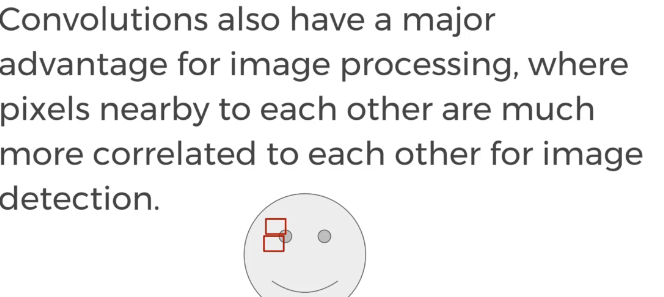 Convolutions also have a major
advantage for image processing, where
pixels nearby to each other are much
more correlated to each other for image
detection.